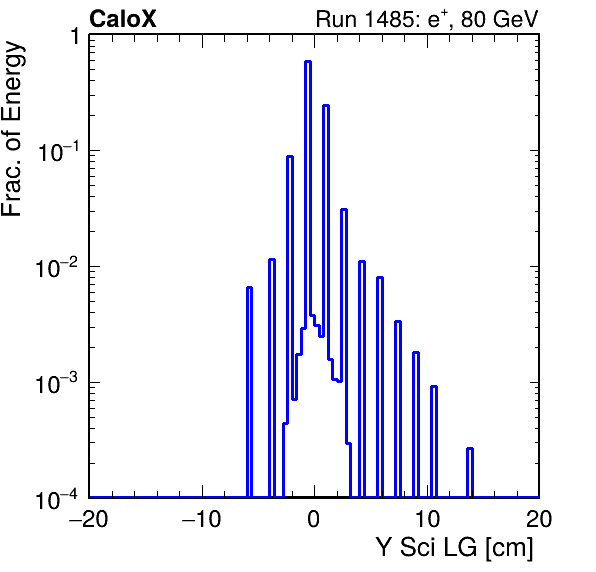 CaloX Run 1485: e⁺, 80 GeV
Frac. of Energy
1
10⁻¹
10⁻²
10⁻³
10⁻⁴
−20 −10 0 10 20
Y Sci LG [cm]